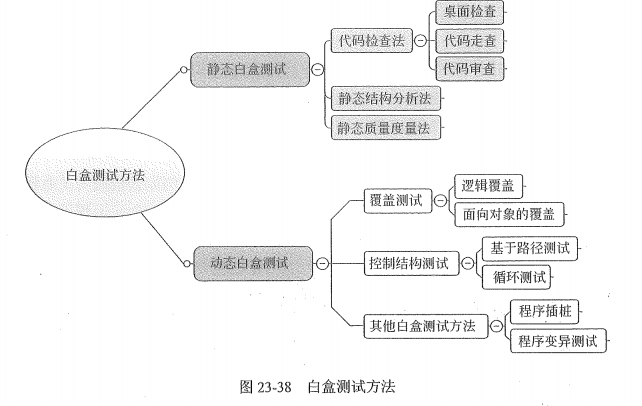 白盒测试方法
静态白盒测试
代码检查法
桌面检查
代码走查
代码审查
静态结构分析法
静态质量度量法
动态白盒测试
覆盖测试
逻辑覆盖
面向对象的覆盖
控制结构测试
基于路径测试
循环测试
其他白盒测试方法
程序插桩
程序变异测试
图 23-38 白盒测试方法